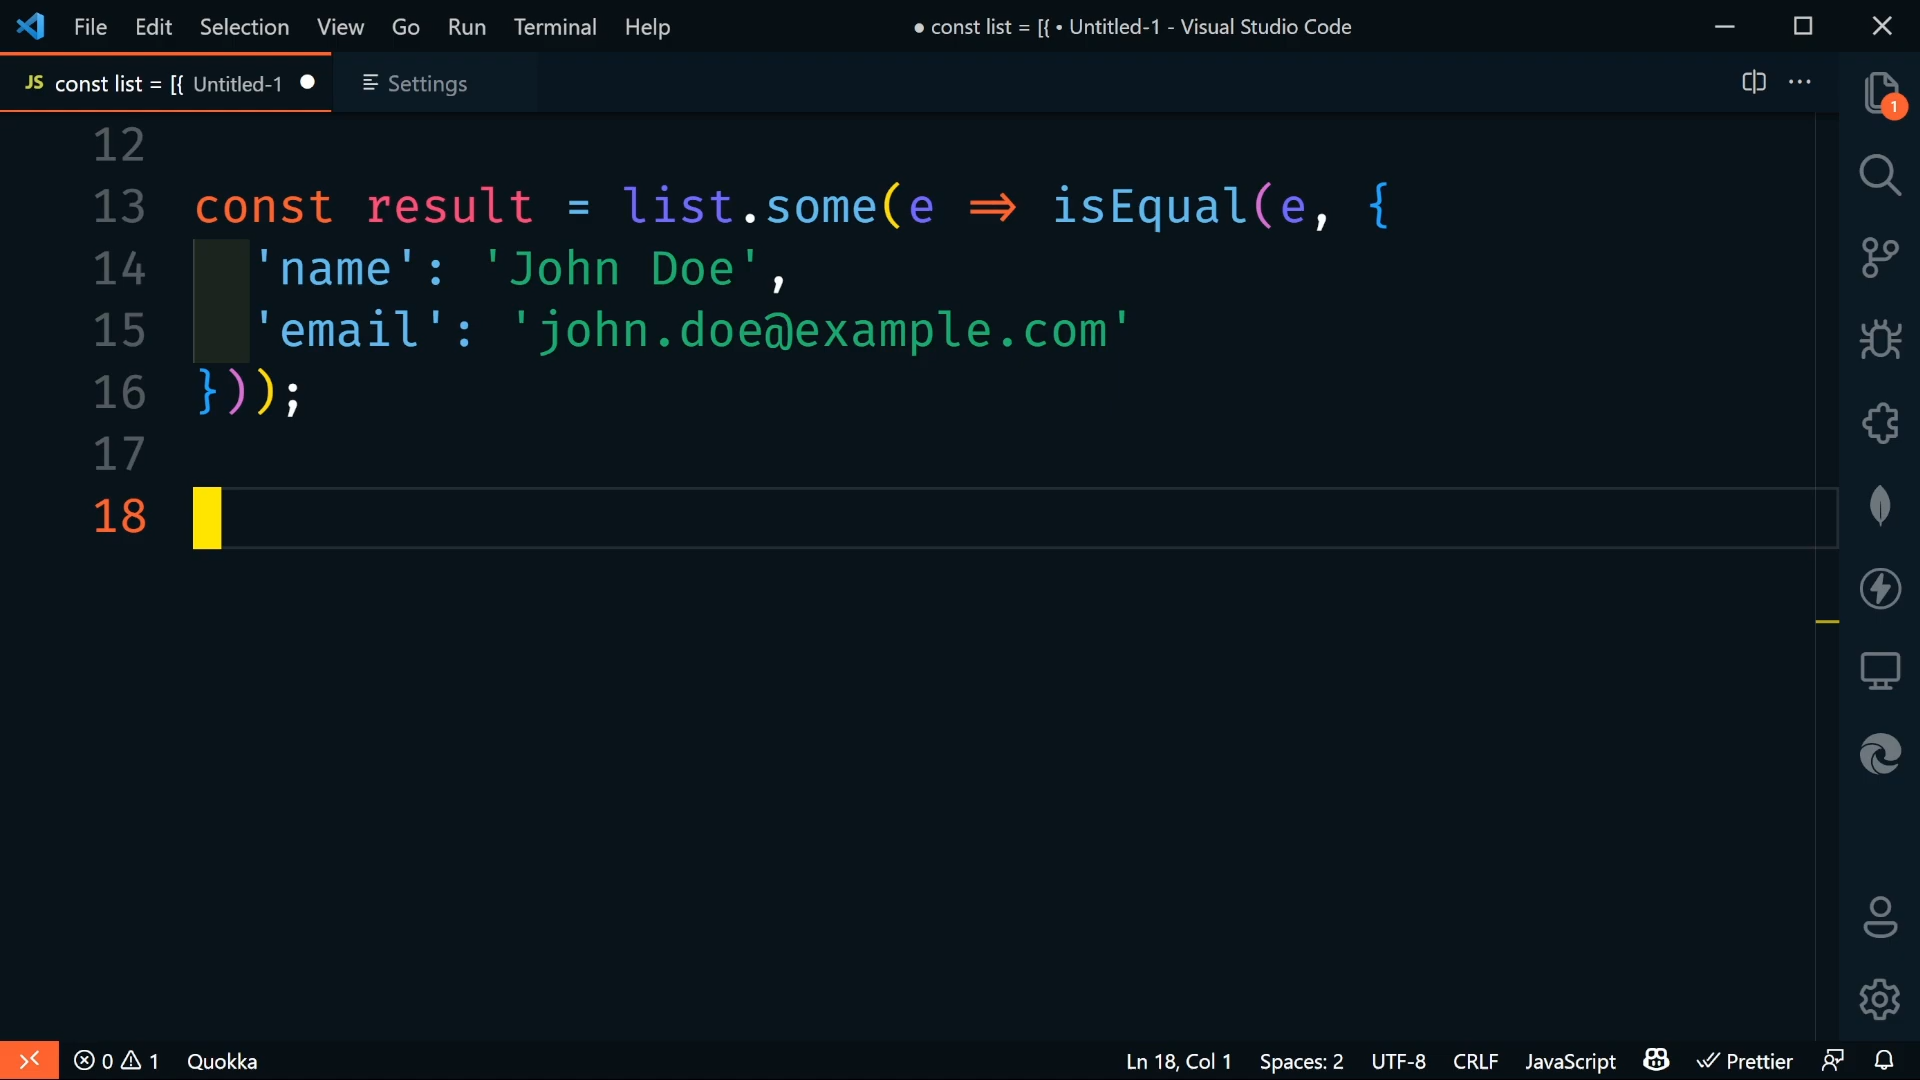 File Edit Selection View Go Run Terminal Help ● const list = [{ • Untitled-1 - Visual Studio Code
JS const list = [{ Untitled-1 ● Settings
1
12
13 const result = list.some(e => isEqual(e, {
14 'name': 'John Doe',
15 'email': 'john.doe@example.com'
16 }));
17
18
0 1 Quokka Ln 18, Col 1 Spaces: 2 UTF-8 CRLF JavaScript Prettier